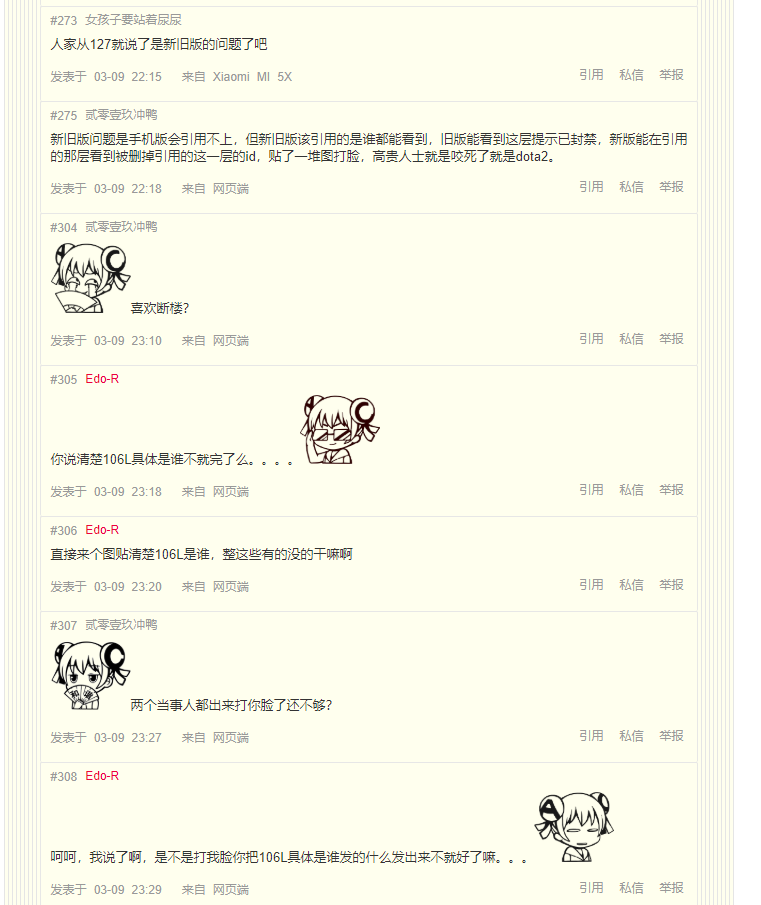 #273 女孩子要站着尿尿
人家从127就说了是新旧版的问题了吧
发表于 03-09 22:15 来自 Xiaomi MI 5X 引用 私信 举报
#275 贰零壹玖冲鸭
新旧版问题是手机版会引用不上，但新旧版该引用的是谁都能看到，旧版能看到这层提示已封禁，新版能在引用
的那层看到被删掉引用的这一层的id，贴了一堆图打脸，高贵人士就是咬死了就是dota2。
发表于 03-09 22:18 来自 网页端 引用 私信 举报
#304 贰零壹玖冲鸭
喜欢断楼？
发表于 03-09 23:10 来自 网页端 引用 私信 举报
#305 Edo-R
你说清楚106L具体是谁不就完了么。。。。
发表于 03-09 23:18 来自 网页端 引用 私信 举报
#306 Edo-R
直接来个图贴清楚106L是谁，整这些有的没的干嘛啊
发表于 03-09 23:20 来自 网页端 引用 私信 举报
#307 贰零壹玖冲鸭
两个当事人都出来打你脸了还不够？
发表于 03-09 23:27 来自 网页端 引用 私信 举报
#308 Edo-R
呵呵，我说了啊，是不是打我脸你把106L具体是谁发的什么发出来不就好了嘛。。。
发表于 03-09 23:29 来自 网页端 引用 私信 举报